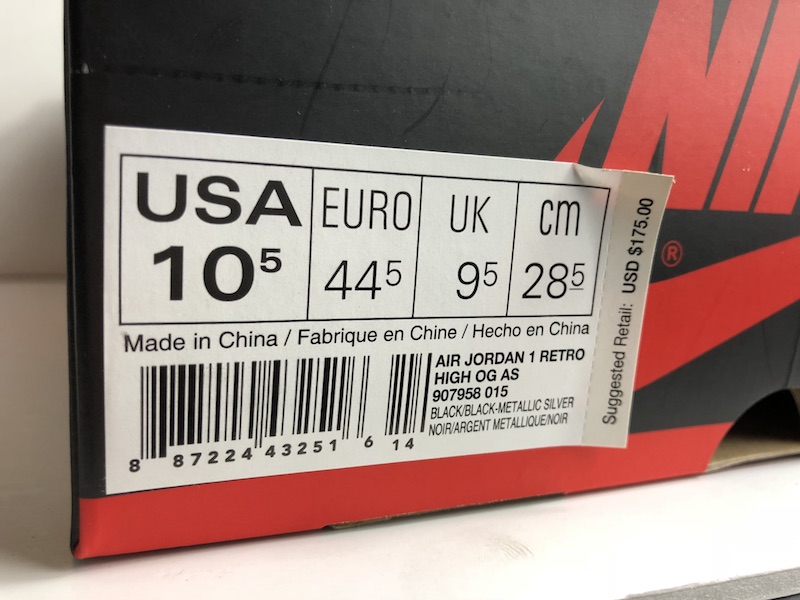 USA EURO UK cm
10⁵ 44⁵ 9⁵ 28⁵
Made in China / Fabrique en Chine / Hecho en China
AIR JORDAN 1 RETRO
HIGH OG AS
907958 015
BLACK/BLACK-METALLIC SILVER
NOIR/ARGENT METALLIQUE/NOIR
8 87224 43251 6 14
Suggested Retail: USD $175.00
®